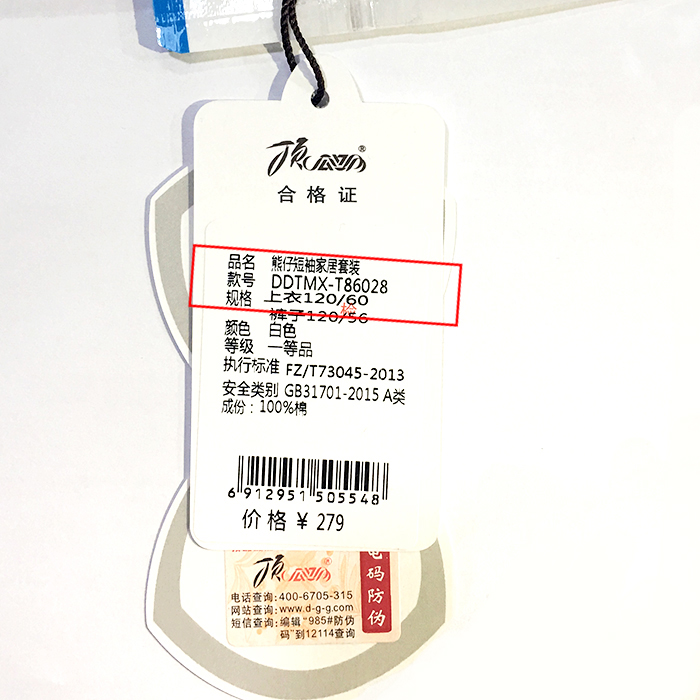 顶
合格证
品名 熊仔短袖家居套装
款号 DDTMX-T86028
规格 上衣120/60
裤子120/56
检
颜色 白色
等级 一等品
执行标准 FZ/T73045-2013
安全类别 GB31701-2015 A类
成份：100%棉
6 912951 505548
价格 ¥ 279
顶
电码防伪
电话查询:400-6705-315
网站查询:www.d-g-g.com
短信查询:编辑“985#防伪
码”到12114查询